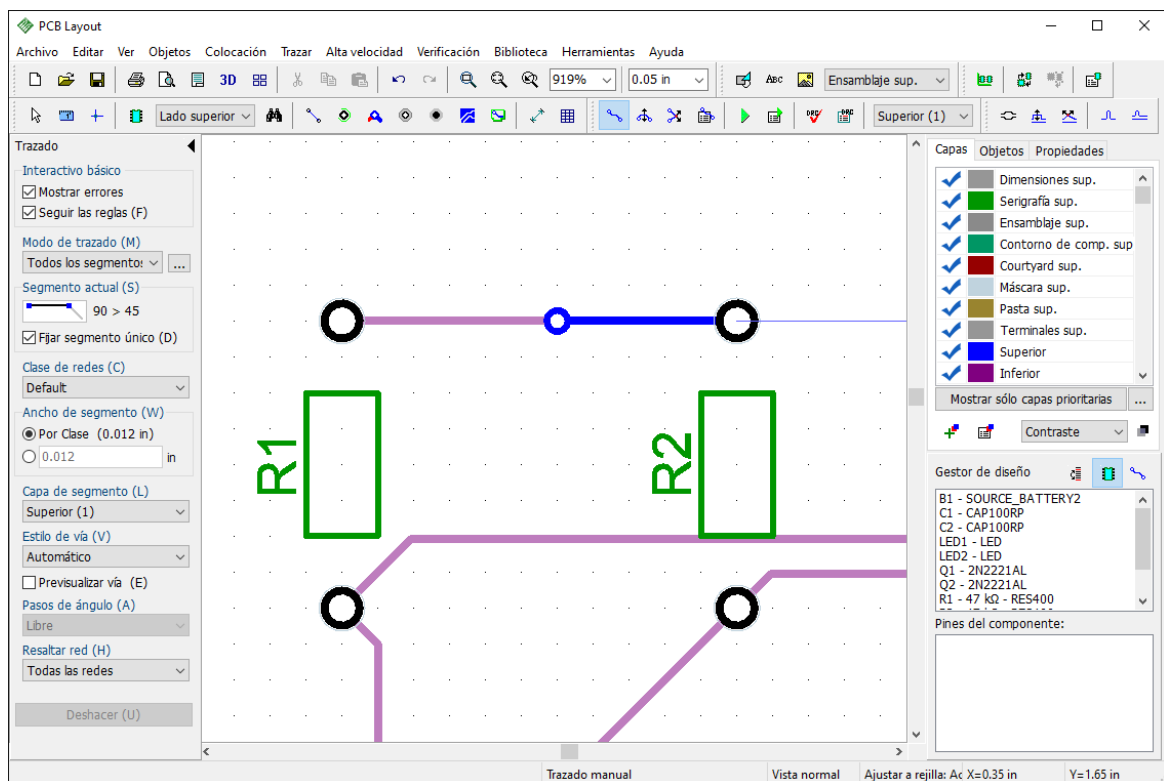 PCB Layout
Archivo Editar Ver Objetos Colocación Trazar Alta velocidad Verificación Biblioteca Herramientas Ayuda
3D 919% 0.05 in ABC Ensamblaje sup.
Lado superior DRC DRC Superior (1)
Trazado
Interactivo básico
Mostrar errores
Seguir las reglas (F)
Modo de trazado (M)
Todos los segmentos ...
Segmento actual (S)
90 > 45
Fijar segmento único (D)
Clase de redes (C)
Default
Ancho de segmento (W)
Por Clase (0.012 in)
0.012 in
Capa de segmento (L)
Superior (1)
Estilo de vía (V)
Automático
Previsualizar vía (E)
Pasos de ángulo (A)
Libre
Resaltar red (H)
Todas las redes
Deshacer (U)
R1
R2
Capas Objetos Propiedades
Dimensiones sup.
Serigrafía sup.
Ensamblaje sup.
Contorno de comp. sup
Courtyard sup.
Máscara sup.
Pasta sup.
Terminales sup.
Superior
Inferior
Mostrar sólo capas prioritarias ...
Contraste
Gestor de diseño
B1 - SOURCE_BATTERY2
C1 - CAP100RP
C2 - CAP100RP
LED1 - LED
LED2 - LED
Q1 - 2N2221AL
Q2 - 2N2221AL
R1 - 47 kΩ - RES400
Pines del componente:
Trazado manual Vista normal Ajustar a rejilla: Ac X=0.35 in Y=1.65 in